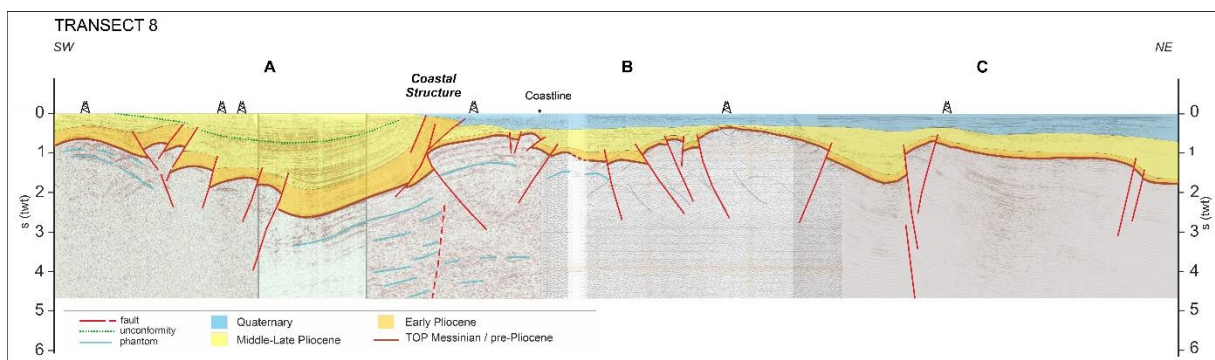 TRANSECT 8
SW
NE
A
B
C
Coastal
Structure
Coastline
0
1
2
3
4
5
6
s (twt)
0
1
2
3
4
5
6
s (twt)
fault
unconformity
phantom
Quaternary
Middle-Late Pliocene
Early Pliocene
TOP Messinian / pre-Pliocene